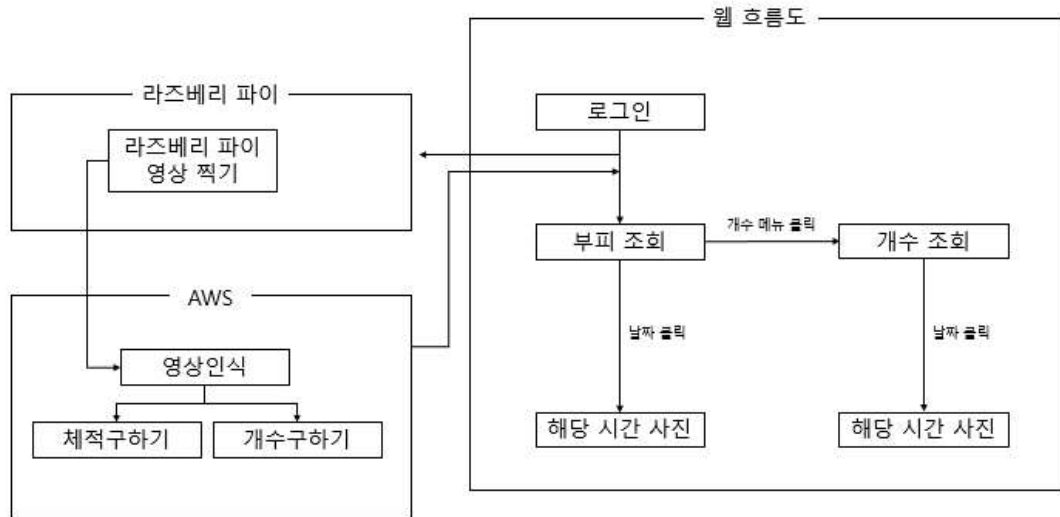 웹 흐름도
라즈베리 파이
로그인
라즈베리 파이
영상 찍기
부피 조회
개수 메뉴 클릭
개수 조회
AWS
날짜 클릭
날짜 클릭
영상인식
체적구하기
개수구하기
해당 시간 사진
해당 시간 사진